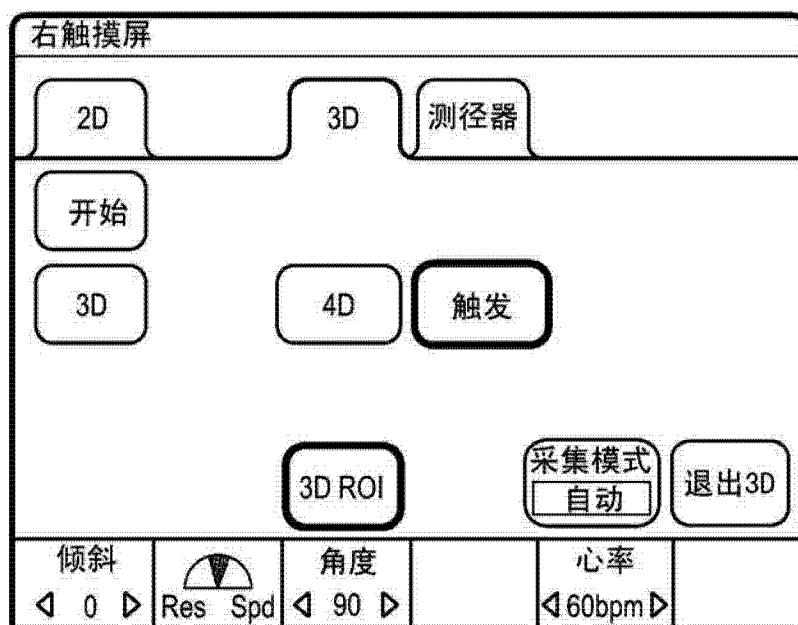 右触摸屏
2D
3D
测径器
开始
3D
4D
触发
3D ROI
采集模式
自动
退出3D
倾斜
0
Res Spd
角度
90
心率
60bpm